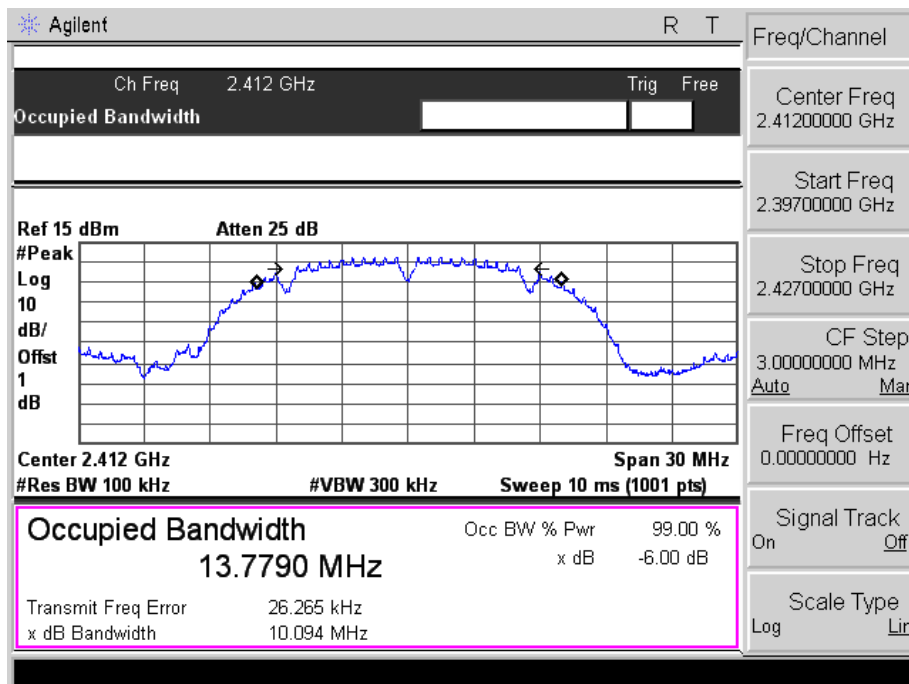 Agilent R T
Ch Freq 2.412 GHz Trig Free
Occupied Bandwidth
Ref 15 dBm Atten 25 dB
#Peak
Log
10
dB/
Offst
1
dB
Center 2.412 GHz Span 30 MHz
#Res BW 100 kHz #VBW 300 kHz Sweep 10 ms (1001 pts)
Occupied Bandwidth Occ BW % Pwr 99.00 %
13.7790 MHz x dB -6.00 dB
Transmit Freq Error 26.265 kHz
x dB Bandwidth 10.094 MHz
Freq/Channel
Center Freq
2.41200000 GHz
Start Freq
2.39700000 GHz
Stop Freq
2.42700000 GHz
CF Step
3.00000000 MHz
Auto Mar
Freq Offset
0.00000000 Hz
Signal Track
On Off
Scale Type
Log Lin